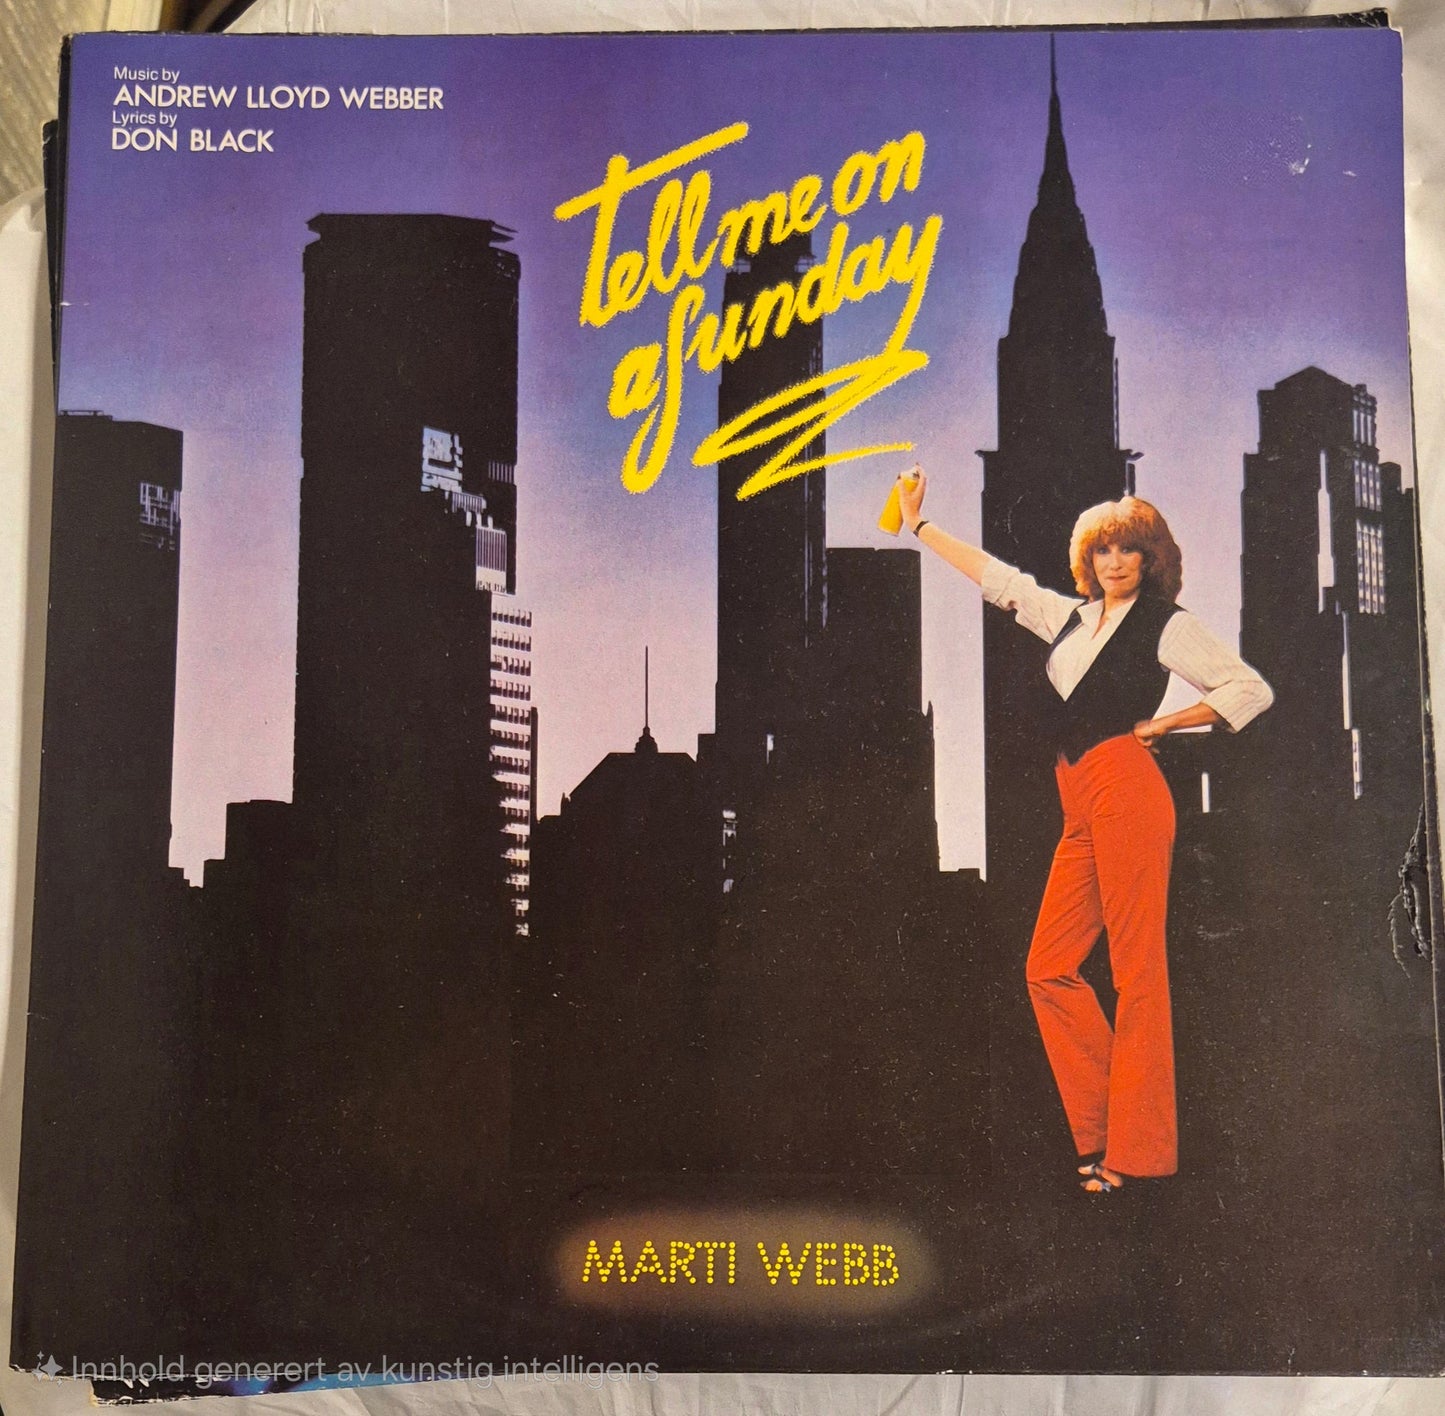 Music by
ANDREW LLOYD WEBBER
Lyrics by
DON BLACK
Tell me on
a Sunday
MARTI WEBB
Innhold generert av kunstig intelligens